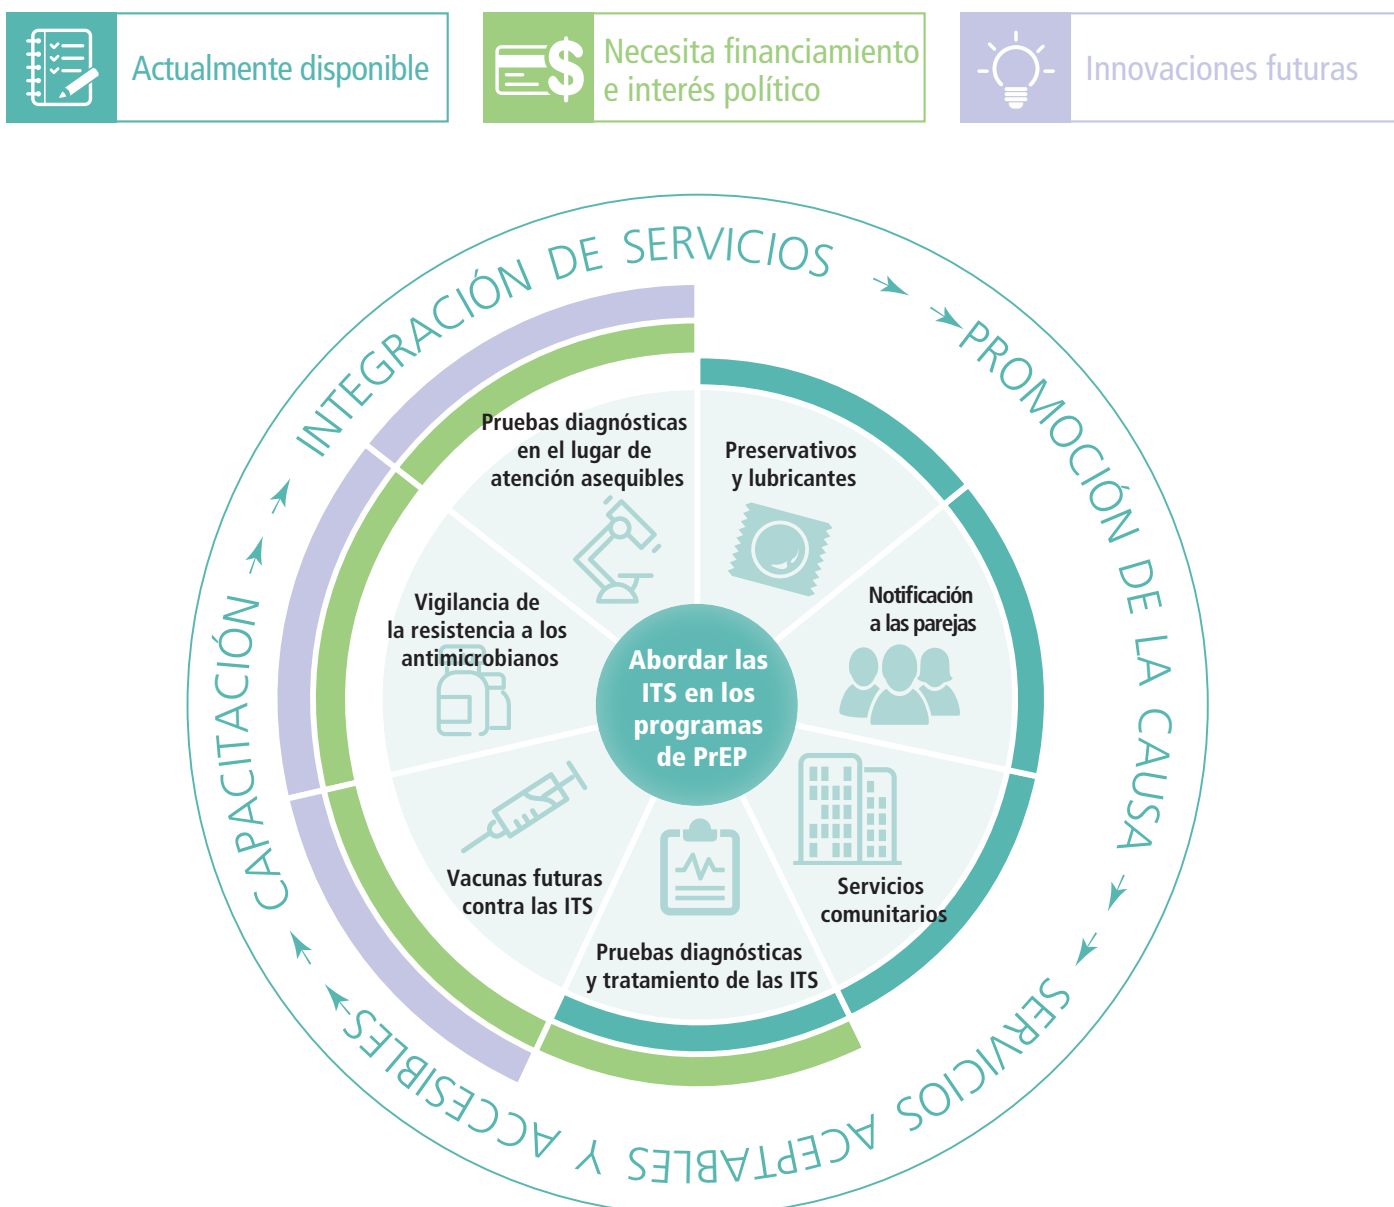 Actualmente disponible
Necesita financiamiento
e interés político
Innovaciones futuras
INTEGRACIÓN DE SERVICIOS
PROMOCIÓN DE LA CAUSA
SERVICIOS ACEPTABLES Y ACCESIBLES
CAPACITACIÓN
Pruebas diagnósticas
en el lugar de
atención asequibles
Preservativos
y lubricantes
Notificación
a las parejas
Servicios
comunitarios
Pruebas diagnósticas
y tratamiento de las ITS
Vacunas futuras
contra las ITS
Vigilancia de
la resistencia a los
antimicrobianos
Abordar las
ITS en los
programas
de PrEP